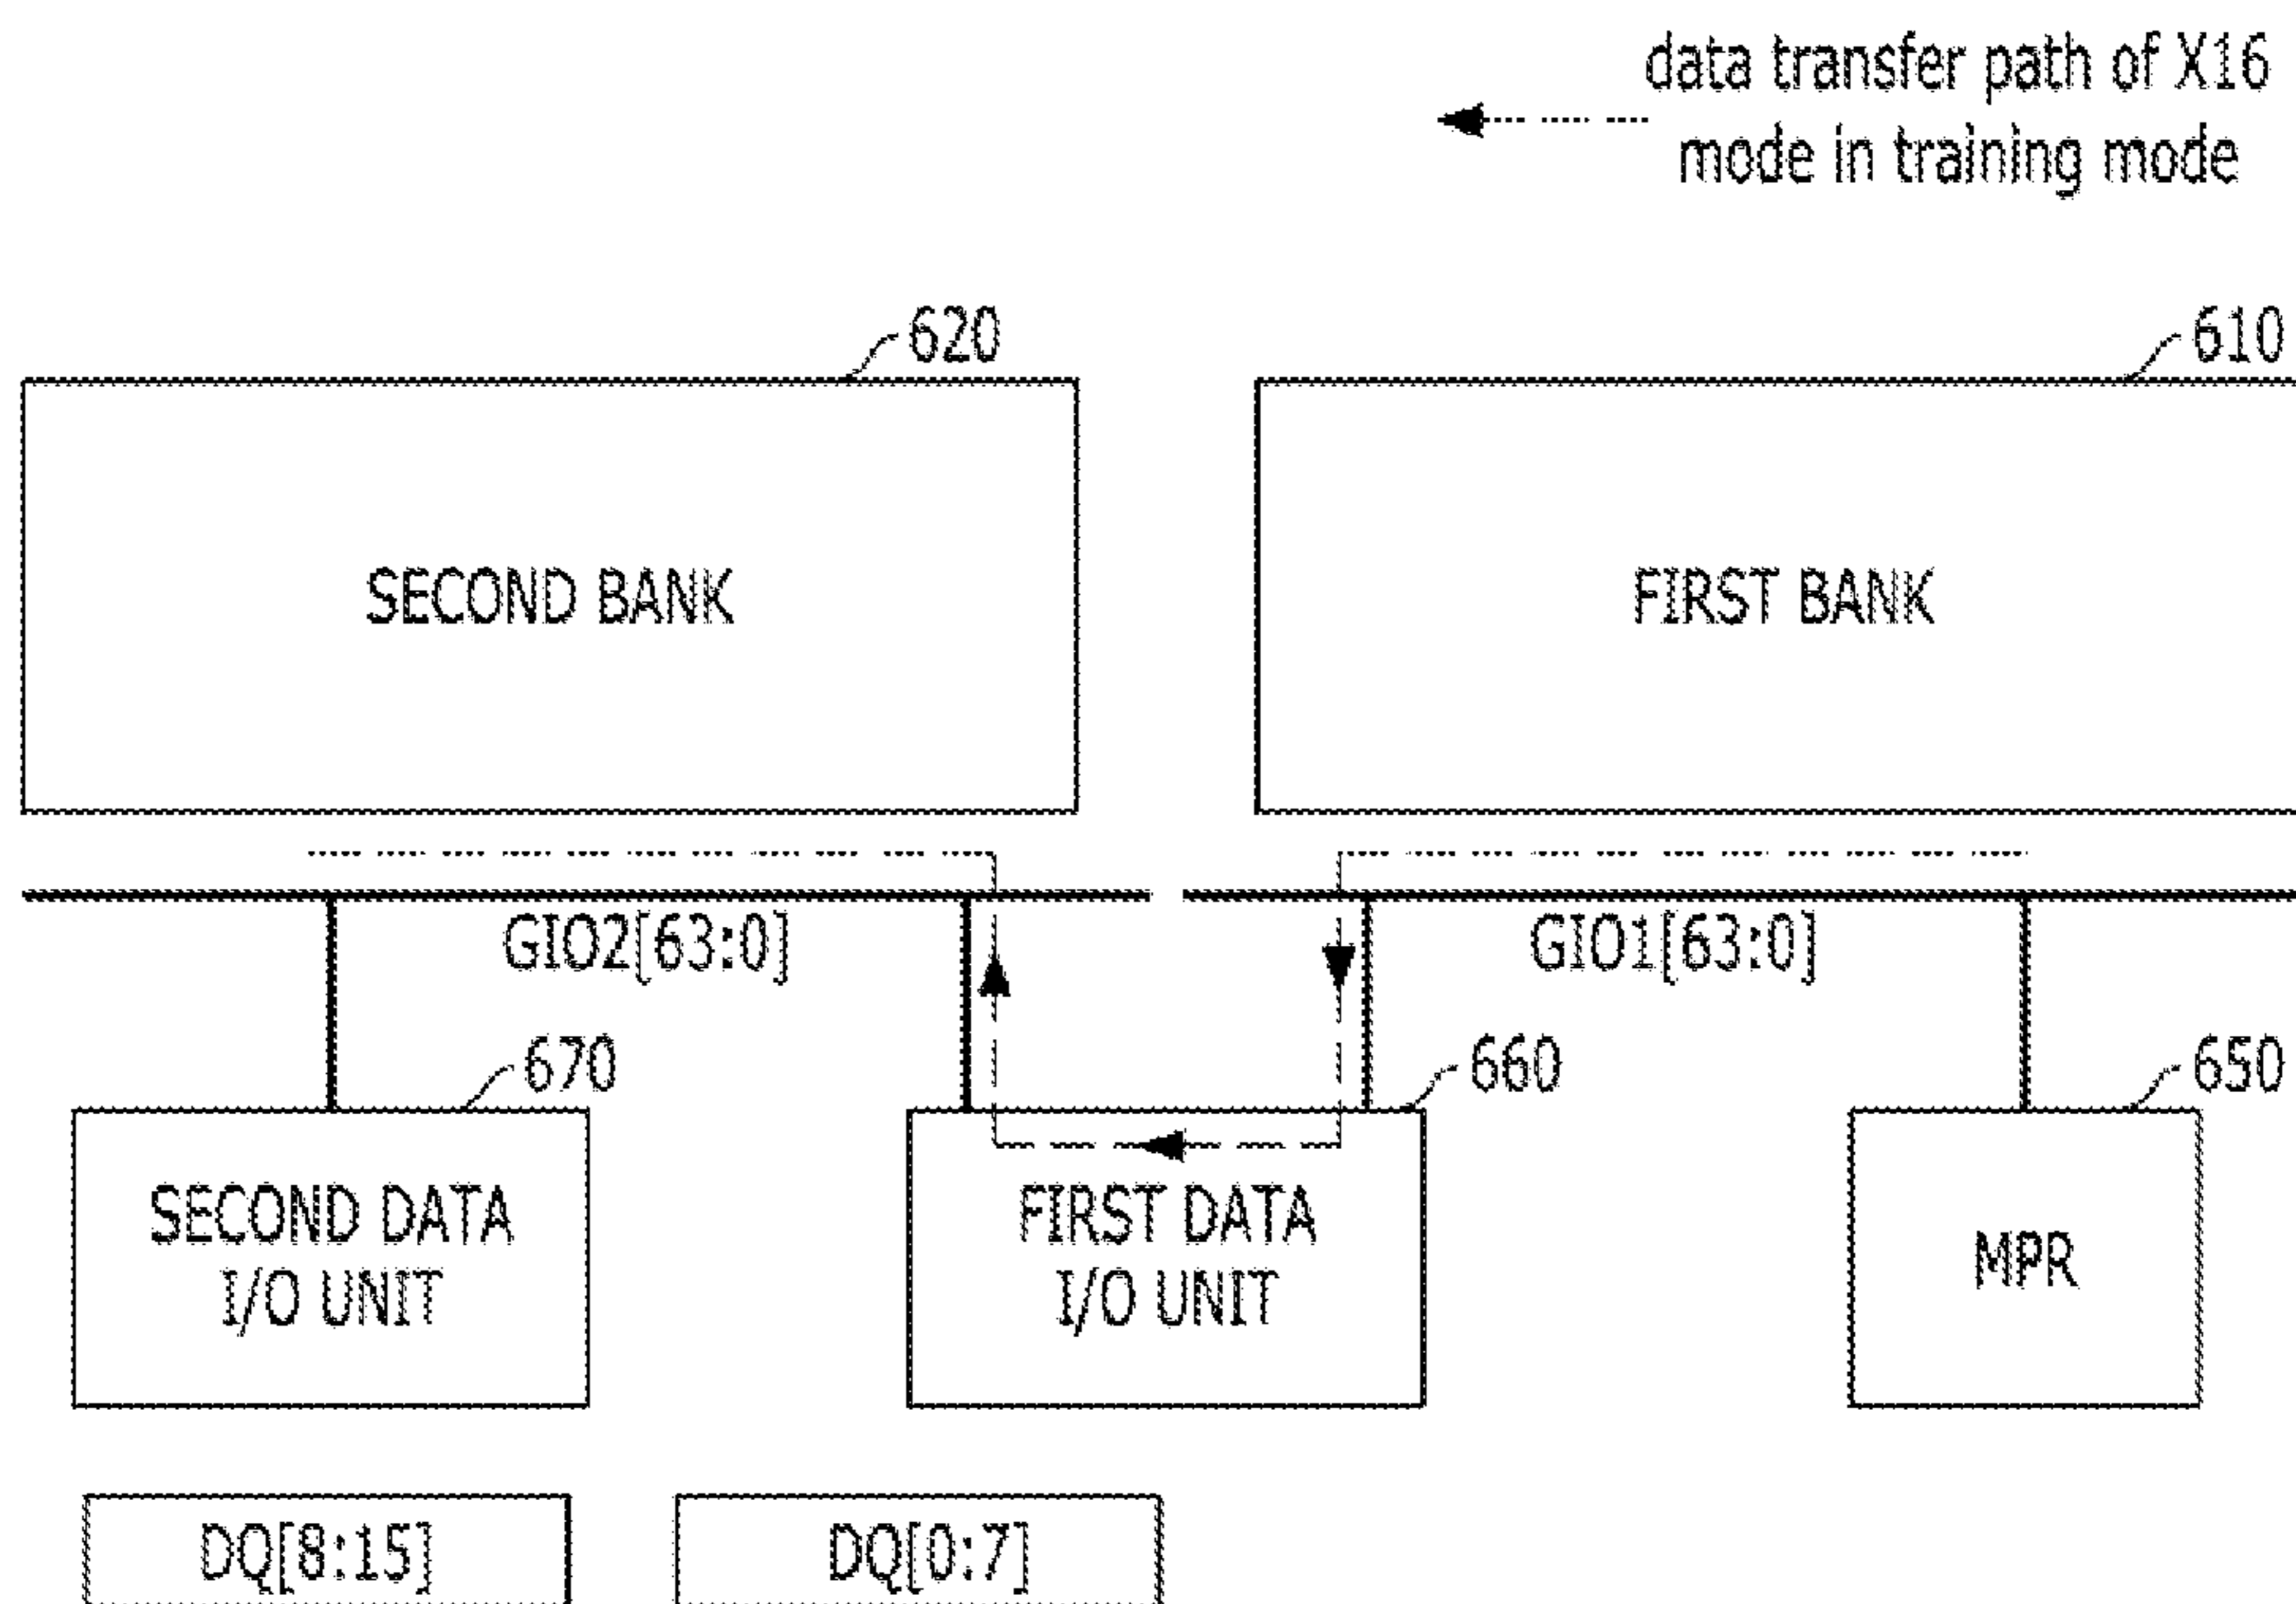 data transfer path of X16
mode in training mode
620
610
SECOND BANK
FIRST BANK
GIO2[63:0]
GIO1[63:0]
670
660
650
SECOND DATA
I/O UNIT
FIRST DATA
I/O UNIT
MPR
DQ[8:15]
DQ[0:7]